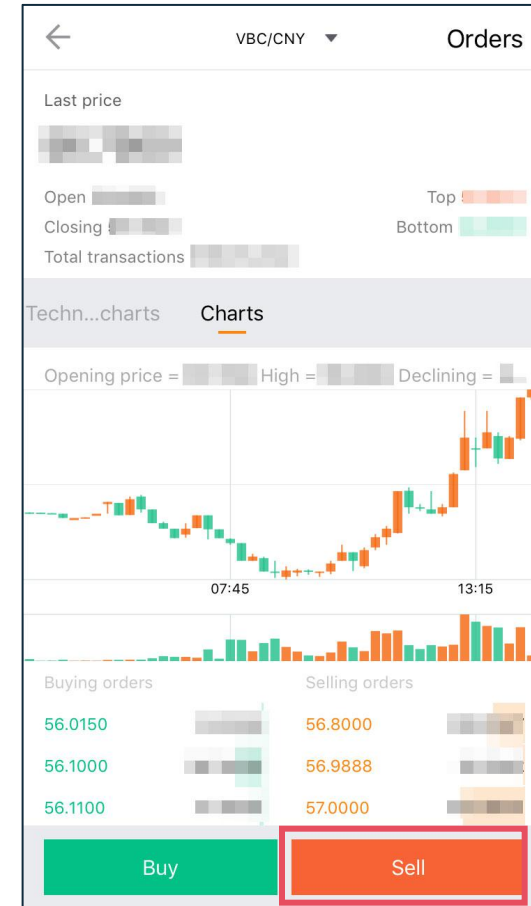 VBC/CNY ▼ Orders
Last price
Open Top
Closing Bottom
Total transactions
Techn...charts Charts
Opening price = High = Declining =
07:45 13:15
Buying orders Selling orders
56.0150 56.8000
56.1000 56.9888
56.1100 57.0000
Buy Sell